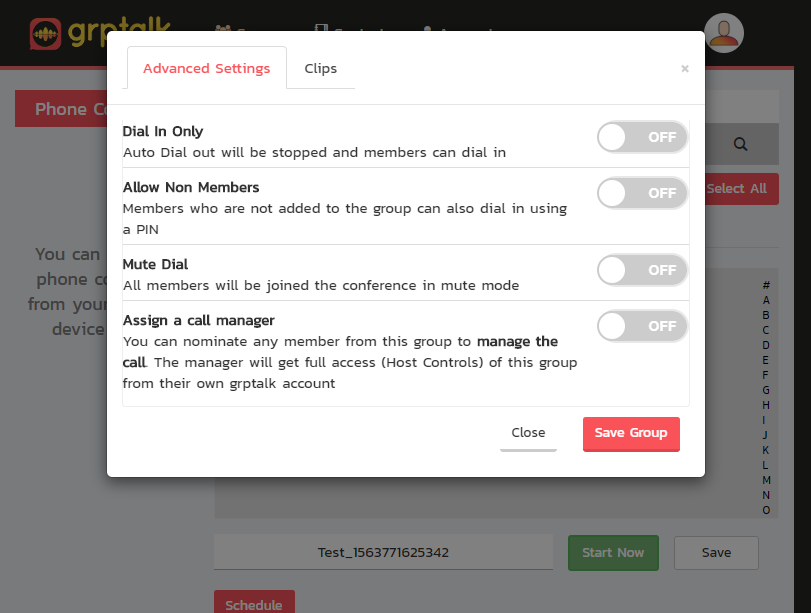 grptalk
Advanced Settings
Clips
×
Phone Co
Dial In Only
OFF
Auto Dial out will be stopped and members can dial in
Allow Non Members
OFF
Members who are not added to the group can also dial in using
a PIN
Select All
Mute Dial
OFF
All members will be joined the conference in mute mode
Assign a call manager
OFF
You can nominate any member from this group to manage the
call. The manager will get full access (Host Controls) of this group
from their own grptalk account
Close
Save Group
You can
phone co
from your
device
#
A
B
C
D
E
F
G
H
I
J
K
L
M
N
O
Test_1563771625342
Start Now
Save
Schedule